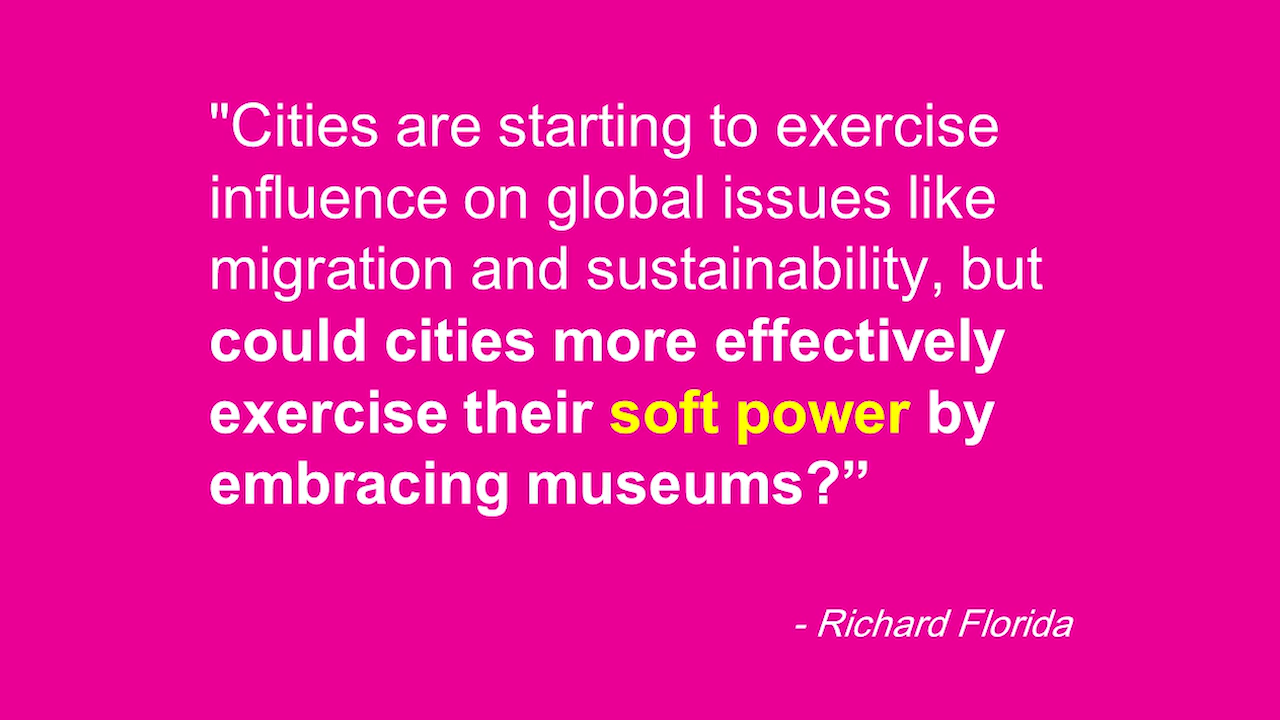 "Cities are starting to exercise
influence on global issues like
migration and sustainability, but
could cities more effectively
exercise their soft power by
embracing museums?”
- Richard Florida